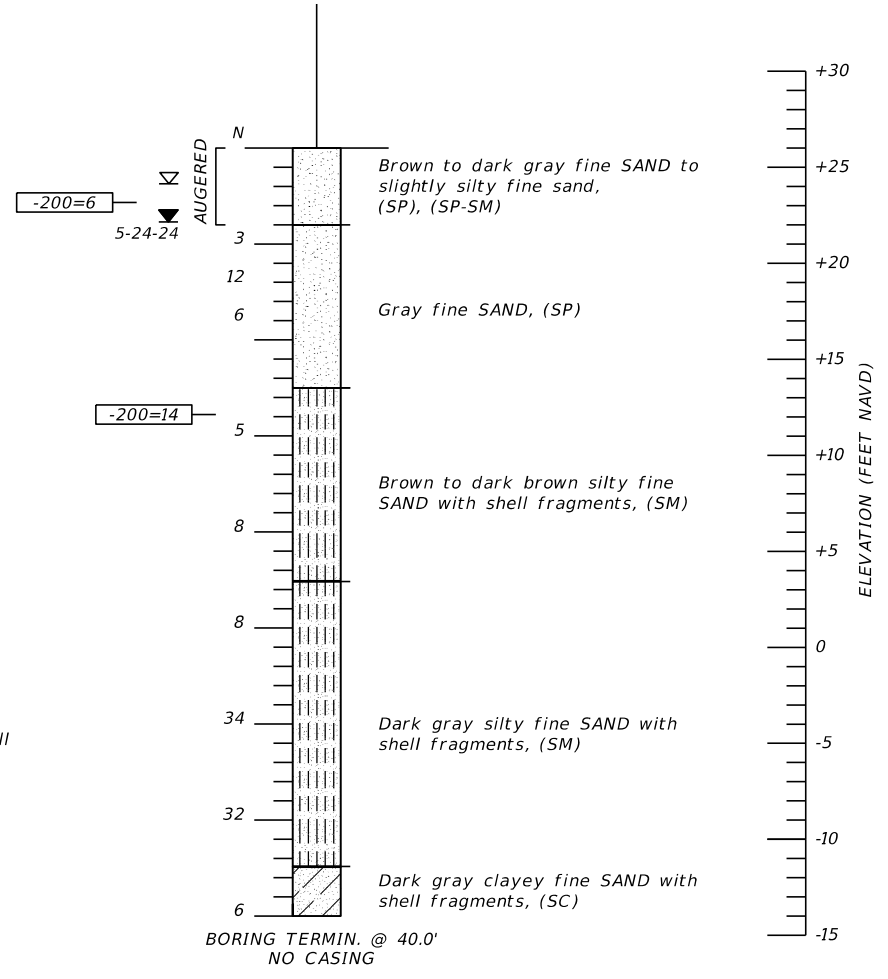 +30
N
AUGERED
Brown to dark gray fine SAND to
slightly silty fine sand,
(SP), (SP-SM)
+25
-200=6
5-24-24
3
+20
12
6
Gray fine SAND, (SP)
+15
-200=14
5
+10
ELEVATION (FEET NAVD)
Brown to dark brown silty fine
SAND with shell fragments, (SM)
8
+5
8
0
34
Dark gray silty fine SAND with
shell fragments, (SM)
ll
-5
32
-10
Dark gray clayey fine SAND with
shell fragments, (SC)
6
-15
BORING TERMIN. @ 40.0'
NO CASING